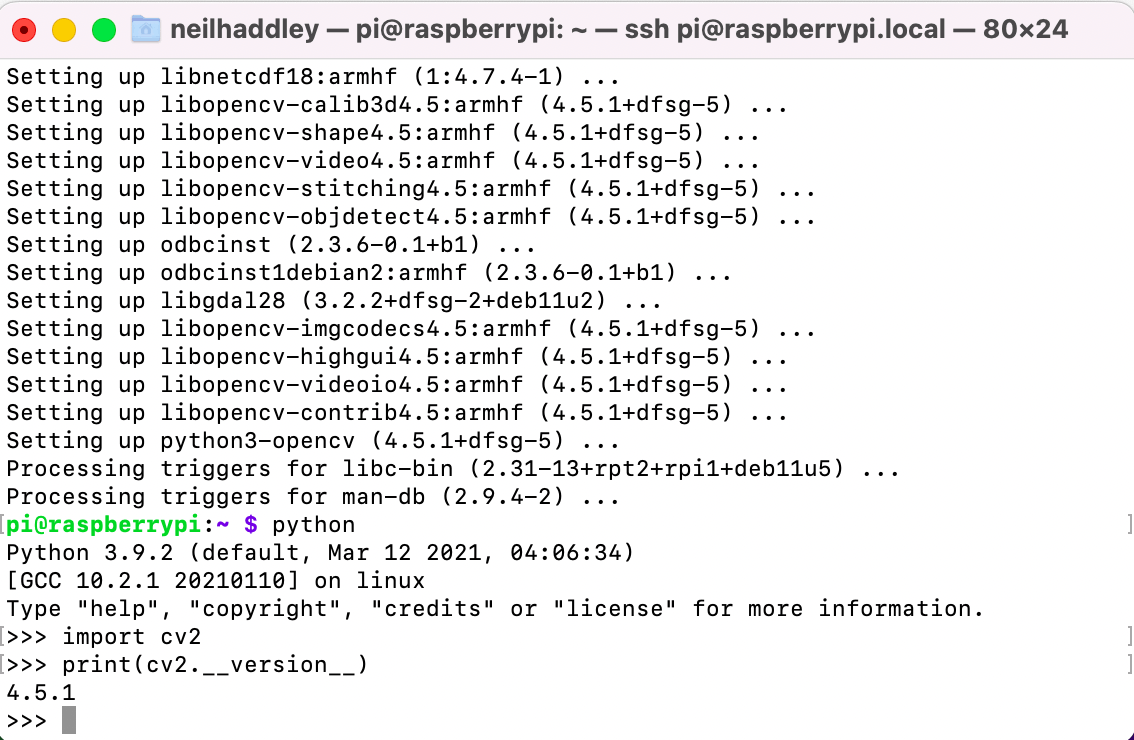 neilhaddley — pi@raspberrypi: ~ — ssh pi@raspberrypi.local — 80×24
Setting up libnetcdf18:armhf (1:4.7.4-1) ...
Setting up libopencv-calib3d4.5:armhf (4.5.1+dfsg-5) ...
Setting up libopencv-shape4.5:armhf (4.5.1+dfsg-5) ...
Setting up libopencv-video4.5:armhf (4.5.1+dfsg-5) ...
Setting up libopencv-stitching4.5:armhf (4.5.1+dfsg-5) ...
Setting up libopencv-objdetect4.5:armhf (4.5.1+dfsg-5) ...
Setting up odbcinst (2.3.6-0.1+b1) ...
Setting up odbcinst1debian2:armhf (2.3.6-0.1+b1) ...
Setting up libgdal28 (3.2.2+dfsg-2+deb11u2) ...
Setting up libopencv-imgcodecs4.5:armhf (4.5.1+dfsg-5) ...
Setting up libopencv-highgui4.5:armhf (4.5.1+dfsg-5) ...
Setting up libopencv-videoio4.5:armhf (4.5.1+dfsg-5) ...
Setting up libopencv-contrib4.5:armhf (4.5.1+dfsg-5) ...
Setting up python3-opencv (4.5.1+dfsg-5) ...
Processing triggers for libc-bin (2.31-13+rpt2+rpi1+deb11u5) ...
Processing triggers for man-db (2.9.4-2) ...
[pi@raspberrypi:~ $ python ]
Python 3.9.2 (default, Mar 12 2021, 04:06:34)
[GCC 10.2.1 20210110] on linux
Type "help", "copyright", "credits" or "license" for more information.
[>>> import cv2 ]
[>>> print(cv2.__version__) ]
4.5.1
>>>